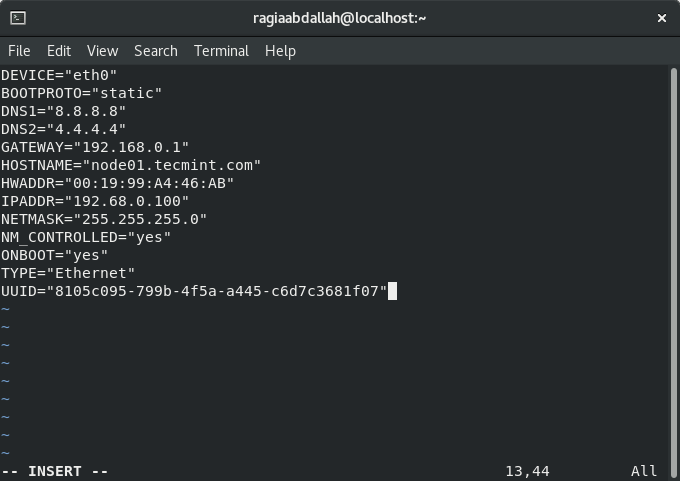 ragiaabdallah@localhost:~
File Edit View Search Terminal Help
DEVICE="eth0"
BOOTPROTO="static"
DNS1="8.8.8.8"
DNS2="4.4.4.4"
GATEWAY="192.168.0.1"
HOSTNAME="node01.tecmint.com"
HWADDR="00:19:99:A4:46:AB"
IPADDR="192.68.0.100"
NETMASK="255.255.255.0"
NM_CONTROLLED="yes"
ONBOOT="yes"
TYPE="Ethernet"
UUID="8105c095-799b-4f5a-a445-c6d7c3681f07"
~
~
~
~
~
~
~
~
~
-- INSERT -- 13,44 All